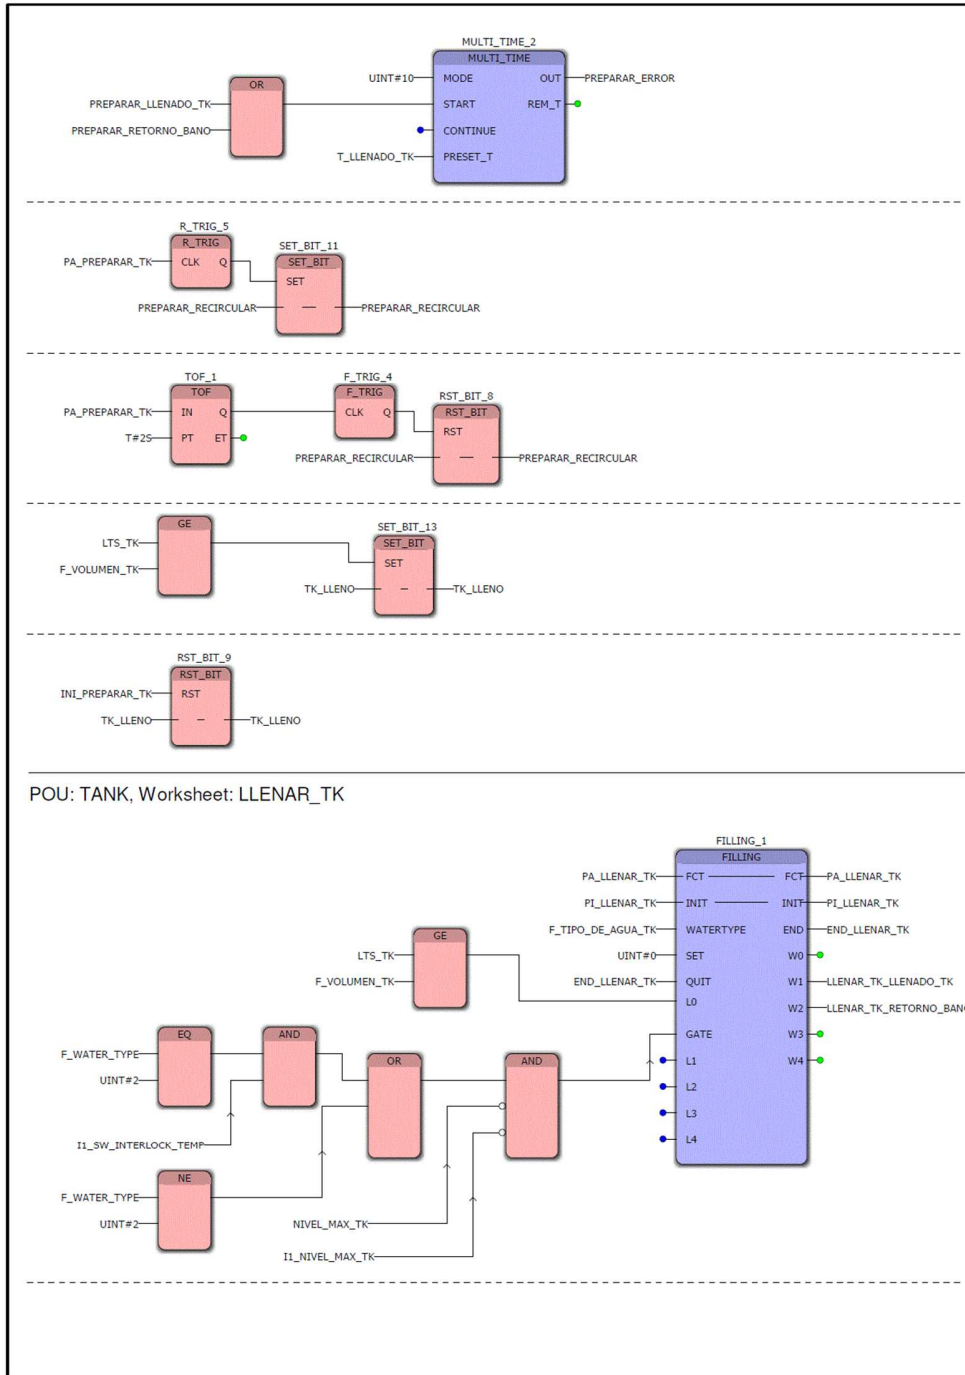 MULTI_TIME_2
MULTI_TIME
UINT#10 MODE OUT PREPARAR_ERROR
OR
PREPARAR_LLENADO_TK START REM_T
PREPARAR_RETORNO_BANO CONTINUE
T_LLENADO_TK PRESET_T
R_TRIG_5
R_TRIG
PA_PREPARAR_TK CLK Q
SET_BIT_11
SET_BIT
SET
PREPARAR_RECIRCULAR PREPARAR_RECIRCULAR
TOF_1
TOF
PA_PREPARAR_TK IN Q
T#2S PT ET
F_TRIG_4
F_TRIG
CLK Q
RST_BIT_8
RST_BIT
RST
PREPARAR_RECIRCULAR PREPARAR_RECIRCULAR
GE
LTS_TK
F_VOLUMEN_TK
SET_BIT_13
SET_BIT
SET
TK_LLENO TK_LLENO
RST_BIT_9
RST_BIT
INI_PREPARAR_TK RST
TK_LLENO TK_LLENO
POU: TANK, Worksheet: LLENAR_TK
FILLING_1
FILLING
PA_LLENAR_TK FCT FCT PA_LLENAR_TK
PI_LLENAR_TK INIT INIT PI_LLENAR_TK
F_TIPO_DE_AGUA_TK WATERTYPE END END_LLENAR_TK
UINT#0 SET W0
END_LLENAR_TK QUIT W1 LLENAR_TK_LLENADO_TK
L0 W2 LLENAR_TK_RETORNO_BANO
GATE W3
L1 W4
L2
L3
L4
GE
LTS_TK
F_VOLUMEN_TK
EQ
F_WATER_TYPE
UINT#2
AND
OR
AND
I1_SW_INTERLOCK_TEMP
NE
F_WATER_TYPE
UINT#2
NIVEL_MAX_TK
I1_NIVEL_MAX_TK